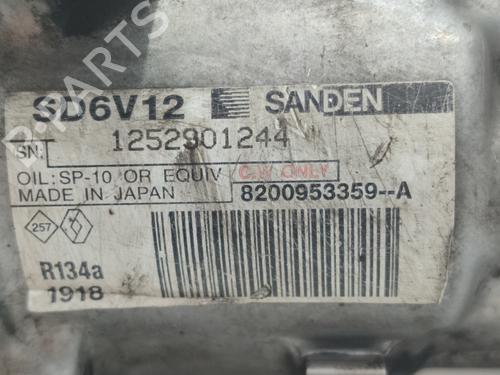 SD6V12 SANDEN
SN: 1252901244
OIL:SP-10 OR EQUIV C.W ONLY
MADE IN JAPAN 8200953359--A
257
R134a
1918